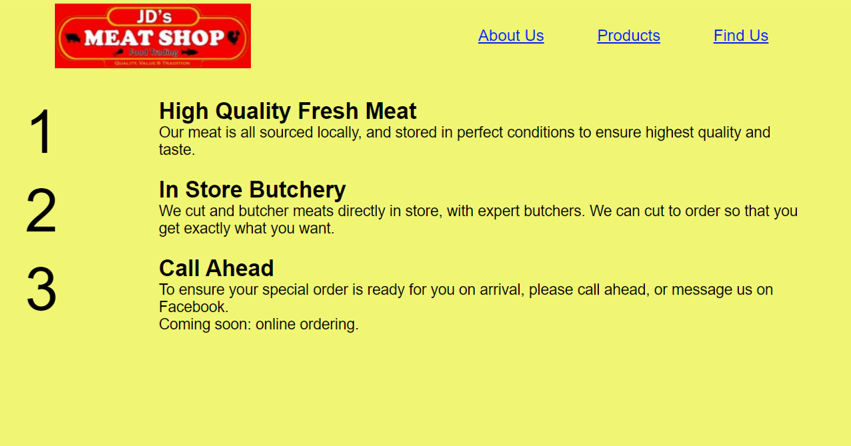 JD's
MEAT SHOP
Food Trading
QUALITY VALUE & TRADITION
About Us
Products
Find Us
1
High Quality Fresh Meat
Our meat is all sourced locally, and stored in perfect conditions to ensure highest quality and
taste.
2
In Store Butchery
We cut and butcher meats directly in store, with expert butchers. We can cut to order so that you
get exactly what you want.
3
Call Ahead
To ensure your special order is ready for you on arrival, please call ahead, or message us on
Facebook.
Coming soon: online ordering.